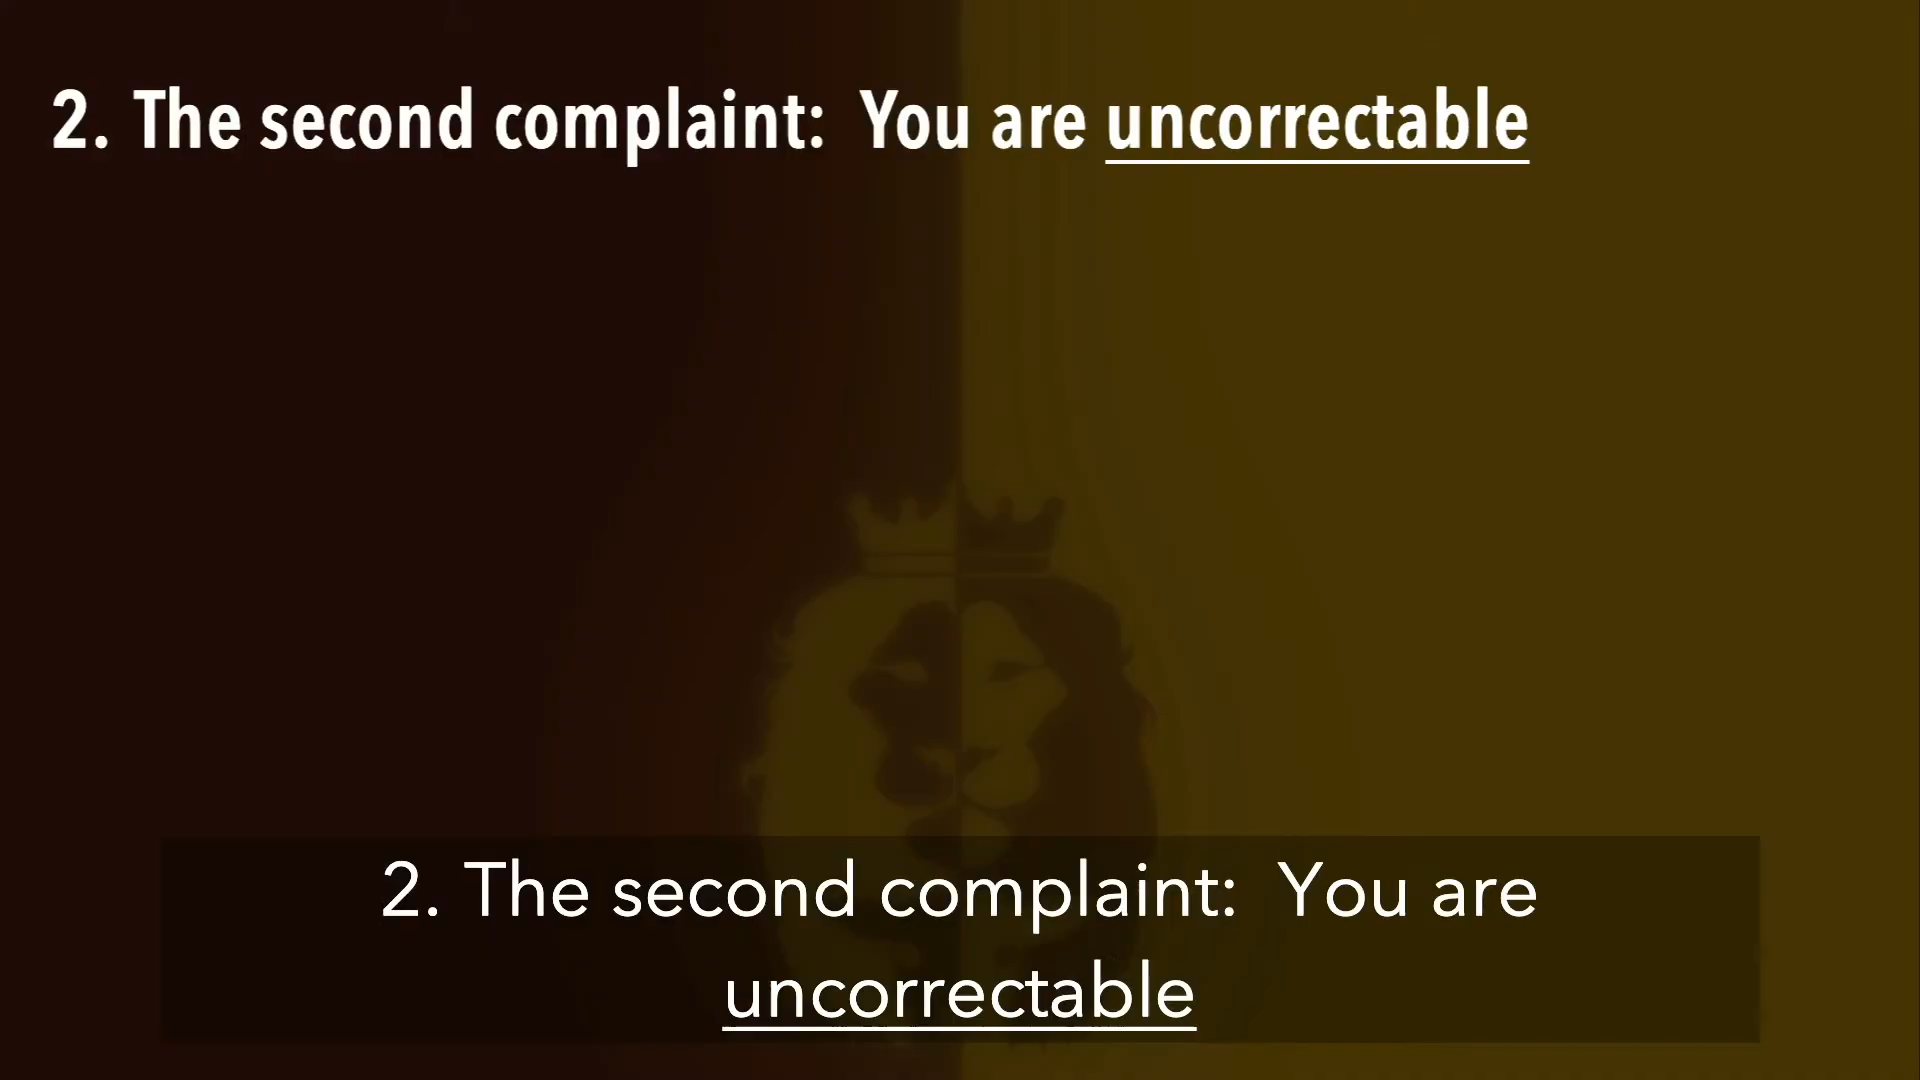 2. The second complaint:  You are uncorrectable
2. The second complaint:  You are
uncorrectable